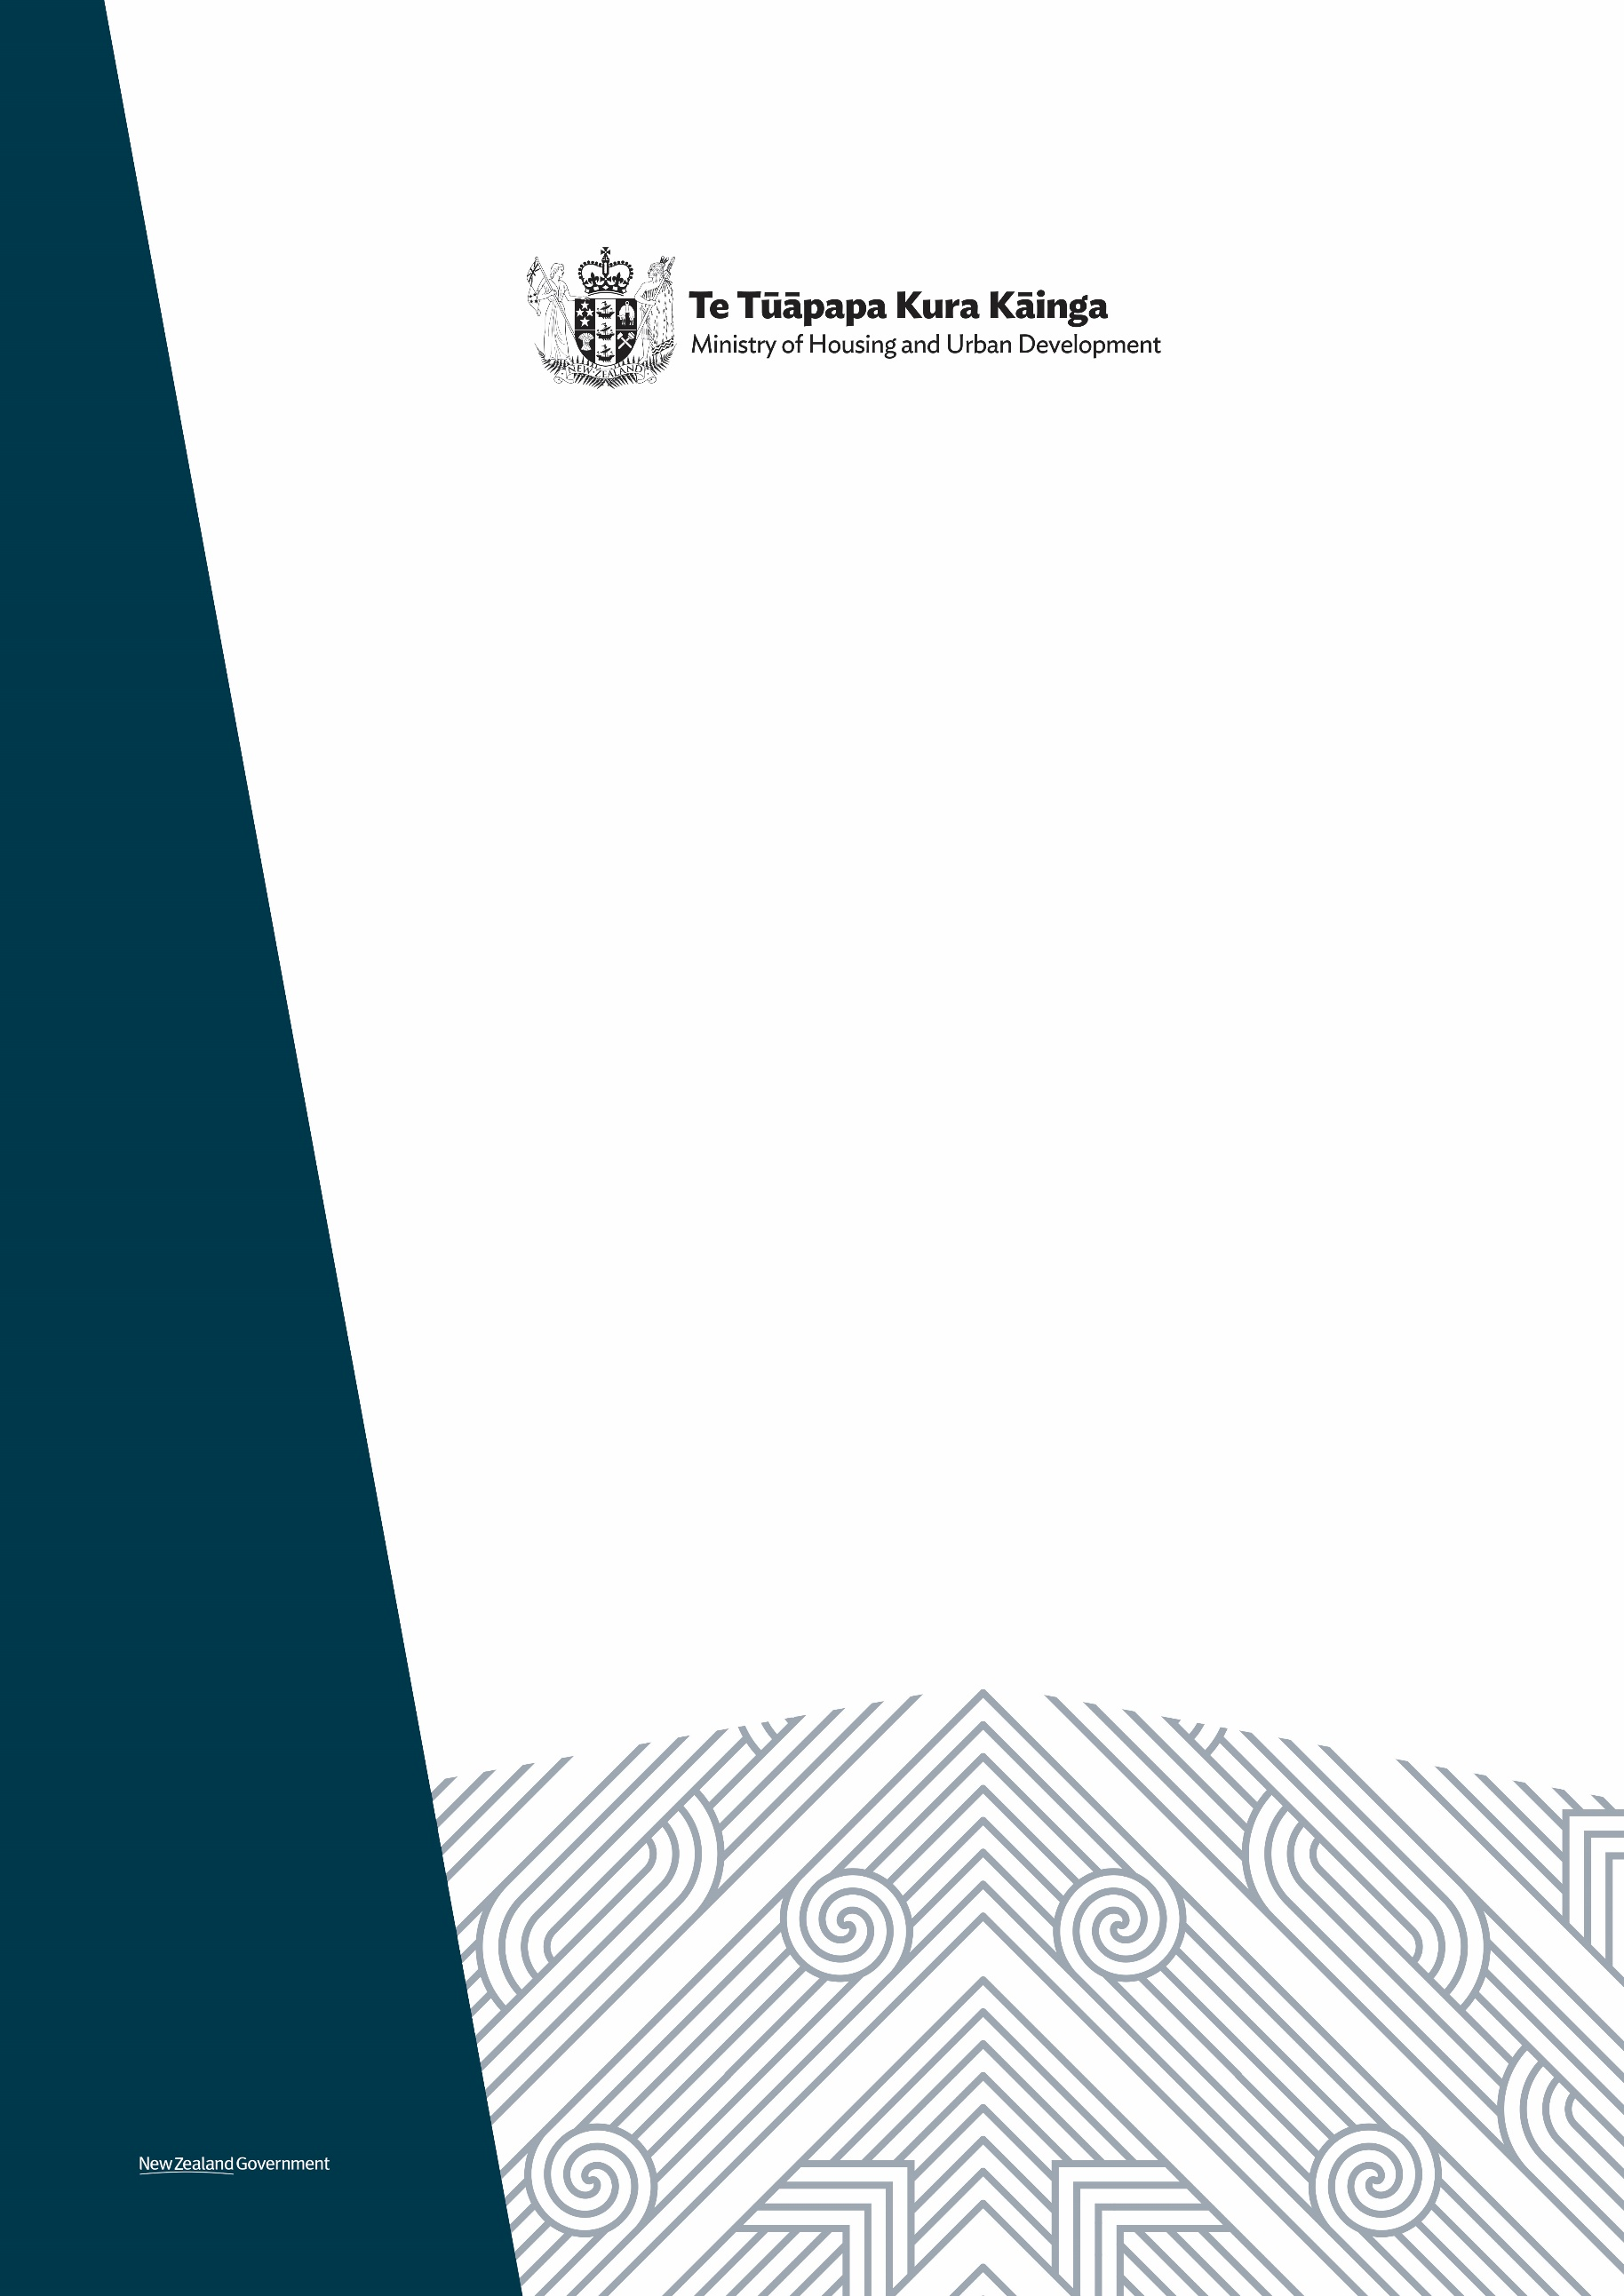 Te Tūāpapa Kura Kāinga
Ministry of Housing and Urban Development
NEW ZEALAND
New Zealand Government